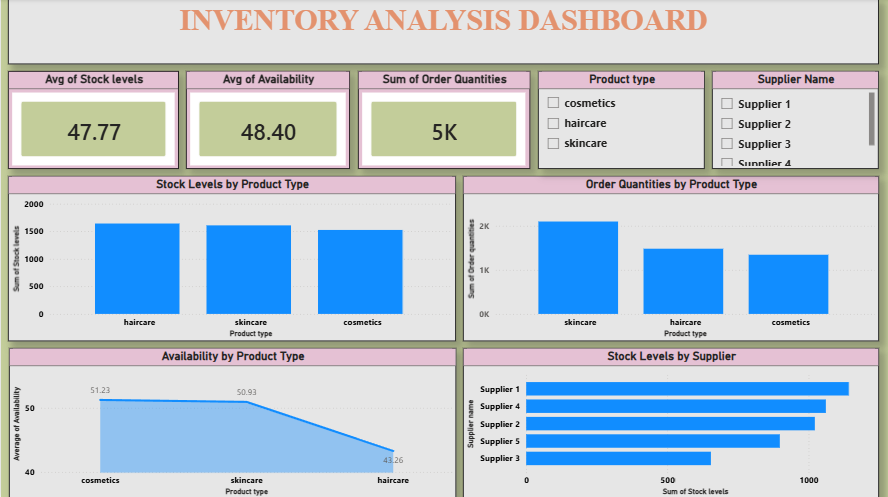 INVENTORY ANALYSIS DASHBOARD
Avg of Stock levels
47.77
Avg of Availability
48.40
Sum of Order Quantities
5K
Product type
cosmetics
haircare
skincare
Supplier Name
Supplier 1
Supplier 2
Supplier 3
Supplier 4
Stock Levels by Product Type
Sum of Stock levels
2000
1500
1000
500
0
haircare
skincare
cosmetics
Product type
Order Quantities by Product Type
Sum of Order quantities
2K
1K
0K
skincare
haircare
cosmetics
Product type
Availability by Product Type
Average of Availability
50
40
51.23
50.93
43.26
cosmetics
skincare
haircare
Product type
Stock Levels by Supplier
Supplier name
Supplier 1
Supplier 4
Supplier 2
Supplier 5
Supplier 3
0
500
1000
Sum of Stock levels